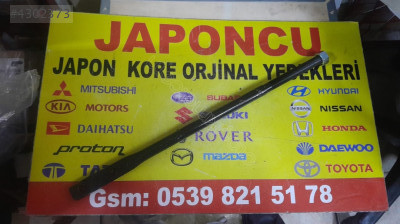 #4302373
JAPONCU
JAPON KORE ORJİNAL YEDEKLERİ
MITSUBISHI SUBARU HYUNDAI
KIA MOTORS NISSAN
DAIHATSU ROVER HONDA
proton mazda DAEWOO
TOYOTA
Gsm: 0539 821 51 78